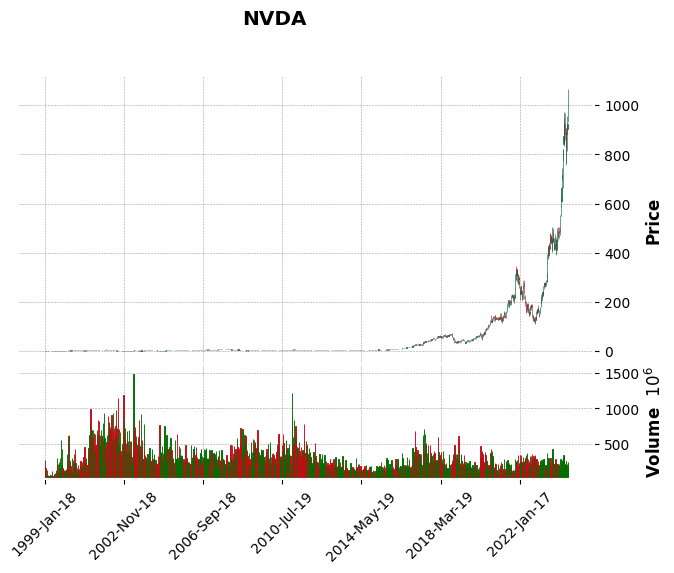 NVDA
1000
800
600
400
200
0
Price
1500
1000
500
Volume 10^6
1999-Jan-18
2002-Nov-18
2006-Sep-18
2010-Jul-19
2014-May-19
2018-Mar-19
2022-Jan-17